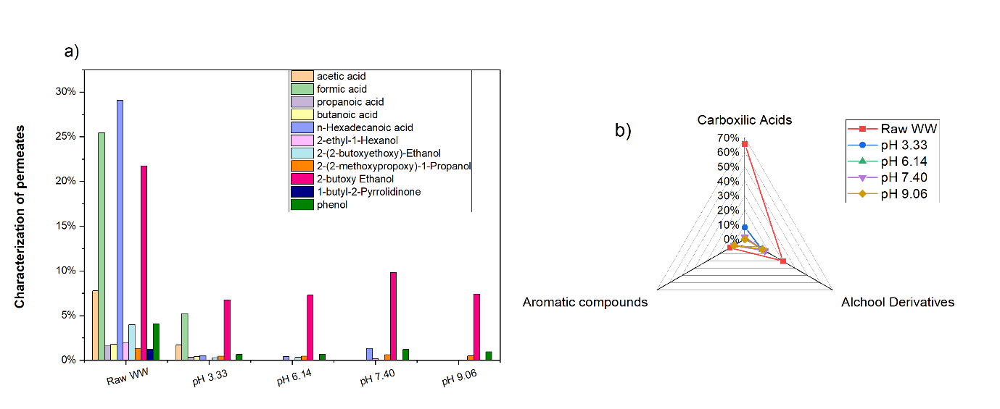 a)
Characterization of permeates
30%
25%
20%
15%
10%
5%
0%
acetic acid
formic acid
propanoic acid
butanoic acid
n-Hexadecanoic acid
2-ethyl-1-Hexanol
2-(2-butoxyethoxy)-Ethanol
2-(2-methoxypropoxy)-1-Propanol
2-butoxy Ethanol
1-butyl-2-Pyrrolidinone
phenol
Raw WW
pH 3.33
pH 6.14
pH 7.40
pH 9.06
b)
Carboxilic Acids
70%
60%
50%
40%
30%
20%
10%
0%
Aromatic compounds
Alchool Derivatives
Raw WW
pH 3.33
pH 6.14
pH 7.40
pH 9.06